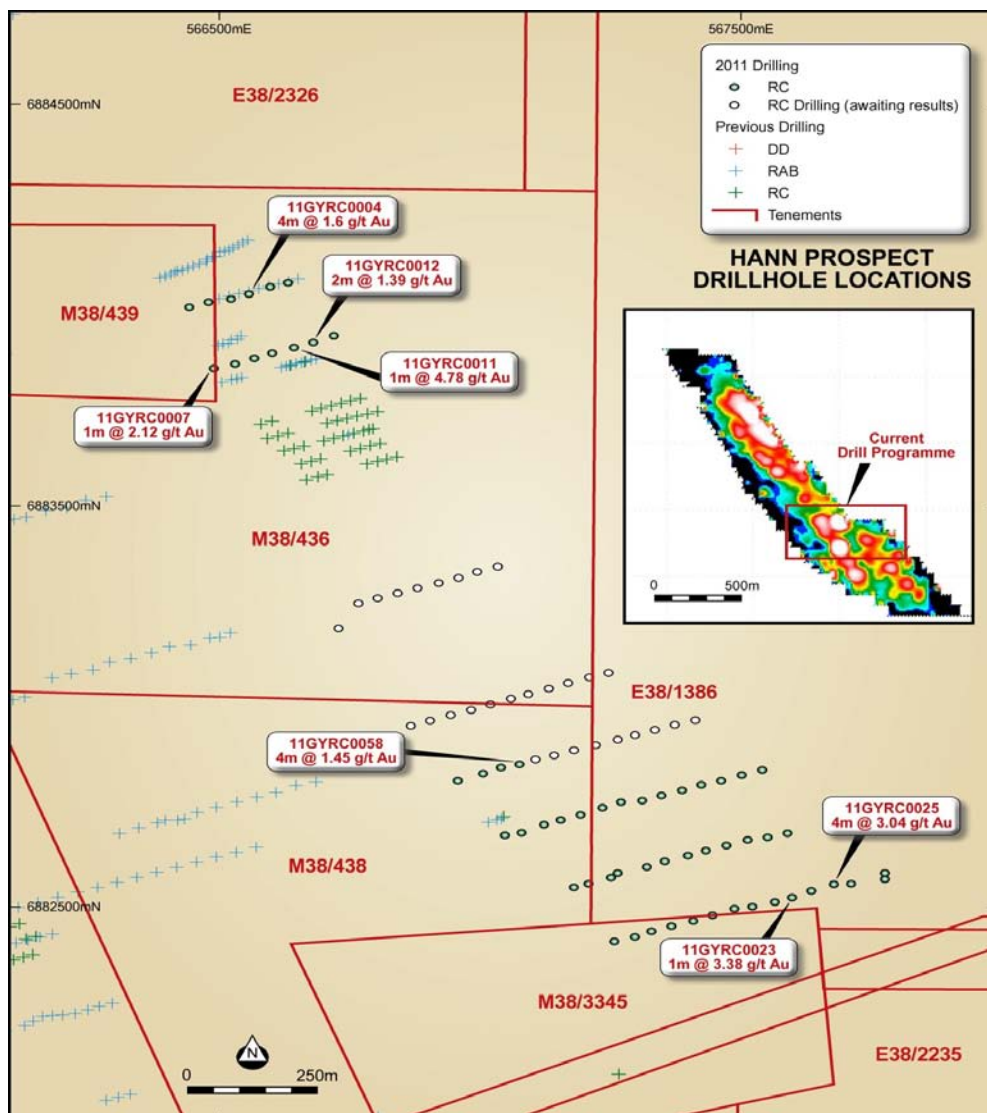 566500mE
567500mE
6884500mN
E38/2326
2011 Drilling
RC
RC Drilling (awaiting results)
Previous Drilling
DD
RAB
RC
Tenements
HANN PROSPECT
DRILLHOLE LOCATIONS
11GYRC0004
4m @ 1.6 g/t Au
11GYRC0012
2m @ 1.39 g/t Au
M38/439
11GYRC0011
1m @ 4.78 g/t Au
11GYRC0007
1m @ 2.12 g/t Au
Current
Drill Programme
6883500mN
M38/436
0
500m
E38/1386
11GYRC0058
4m @ 1.45 g/t Au
11GYRC0025
4m @ 3.04 g/t Au
M38/438
6882500mN
11GYRC0023
1m @ 3.38 g/t Au
M38/3345
N
E38/2235
0
250m